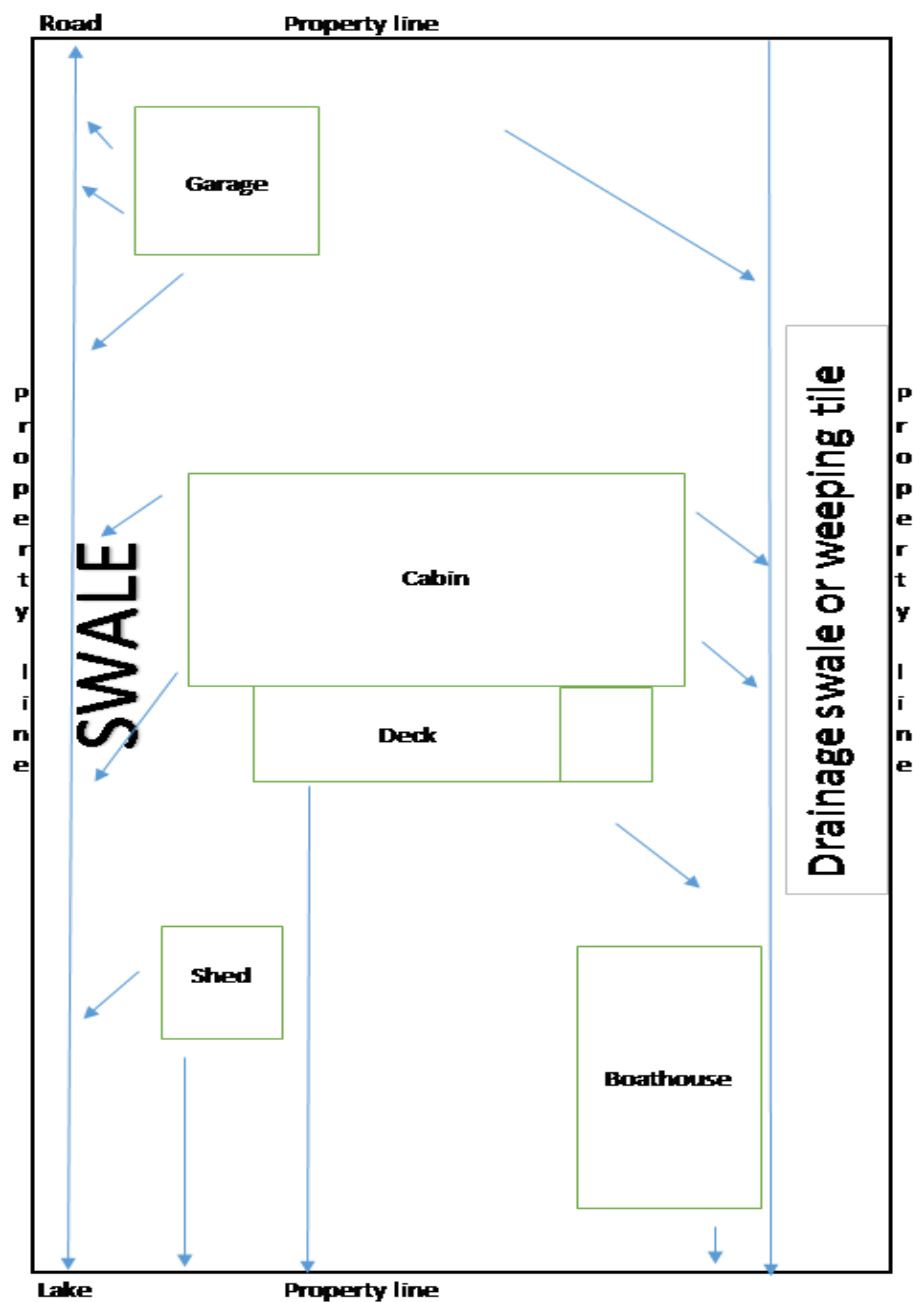 Road
Property line
Garage
Property line
Property line
SWALE
Drainage swale or weeping tile
Cabin
Deck
Shed
Boathouse
Lake
Property line